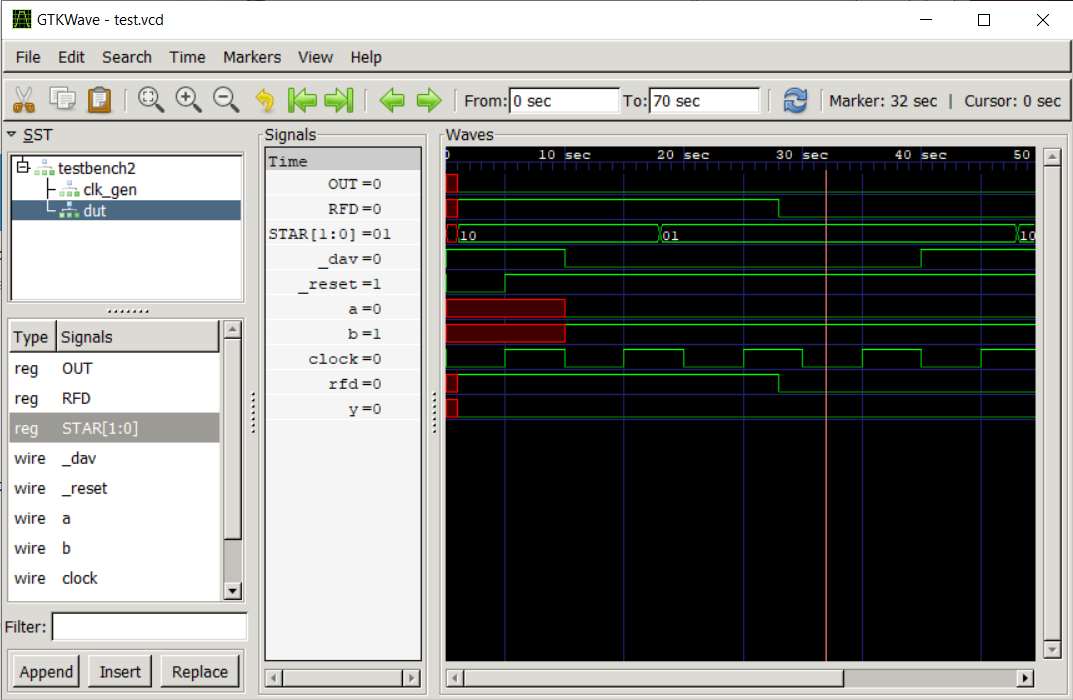 GTKWave - test.vcd
File Edit Search Time Markers View Help
From: 0 sec To: 70 sec Marker: 32 sec | Cursor: 0 sec
SST
testbench2
clk_gen
dut
Type Signals
reg OUT
reg RFD
reg STAR[1:0]
wire _dav
wire _reset
wire a
wire b
wire clock
Filter:
Append Insert Replace
Signals
Time
OUT =0
RFD =0
STAR[1:0] =01
_dav =0
_reset =1
a =0
b =1
clock =0
rfd =0
y =0
Waves
0 10 sec 20 sec 30 sec 40 sec 50
10 01 10